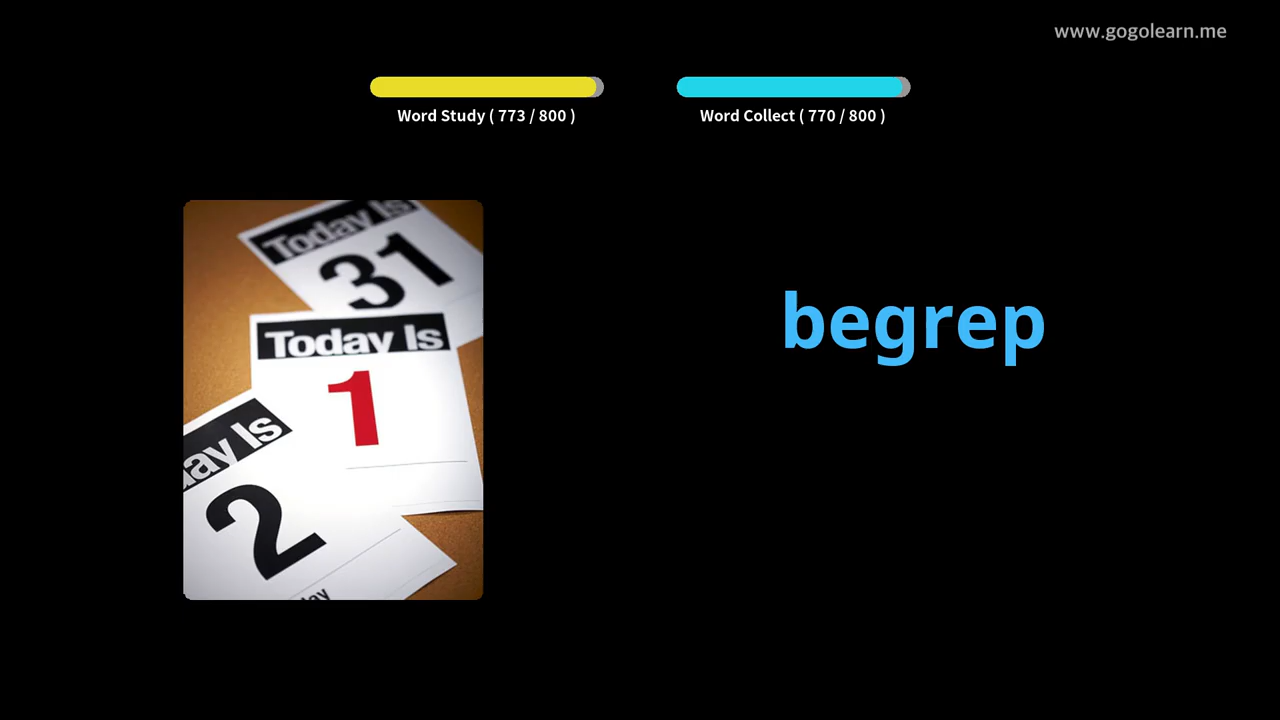 www.gogolearn.me
Word Study ( 773 / 800 )
Word Collect ( 770 / 800 )
Today Is
31
Today Is
1
begrep
ay Is
2